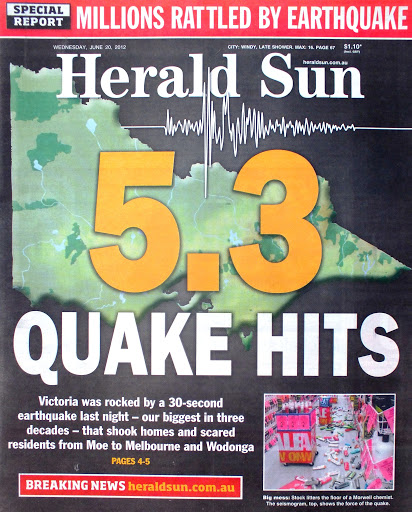 SPECIAL REPORT
MILLIONS RATTLED BY EARTHQUAKE
WEDNESDAY, JUNE 20, 2012
CITY: WINDY, LATE SHOWER. MAX: 16. PAGE 67
$1.10*
heraldsun.com.au
Herald Sun
5.3
QUAKE HITS
Victoria was rocked by a 30-second
earthquake last night – our biggest in three
decades – that shook homes and scared
residents from Moe to Melbourne and Wodonga
PAGES 4-5
BREAKING NEWS heraldsun.com.au
Big mess: Stock litters the floor of a Morwell chemist.
The seismogram, top, shows the force of the quake.